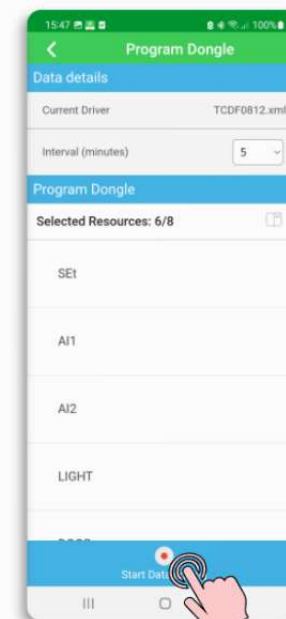 15:47 100%
Program Dongle
Data details
Current Driver TCDF0812.xml
Interval (minutes) 5
Program Dongle
Selected Resources: 6/8
SEt
AI1
AI2
LIGHT
Start